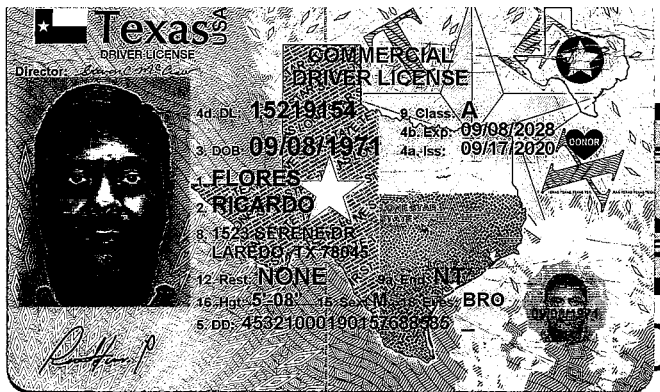 Texas USA
DRIVER LICENSE
COMMERCIAL
DRIVER LICENSE
Director:
4d. DL: 15219154 9. Class: A
4b. Exp: 09/08/2028
3. DOB 09/08/1971 4a. Iss: 09/17/2020
DONOR
1. FLORES
2. RICARDO
8. 1523 SERENE DR
LAREDO, TX 78045
12. Rest: NONE 9a. End: NT
16. Hgt 5'-08" 15. Sex M 18. Eyes BRO
5. DD: 45321000190157688585